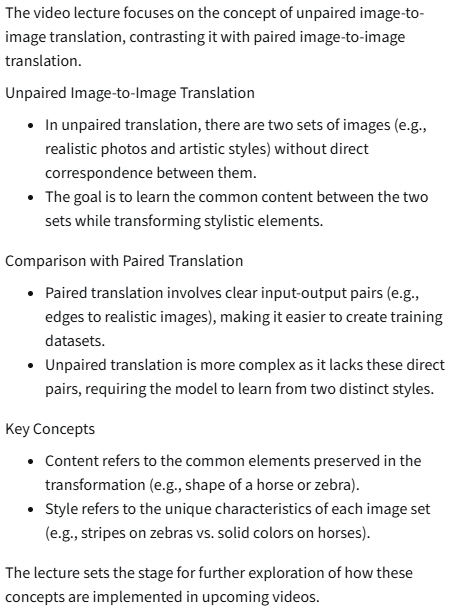 The video lecture focuses on the concept of unpaired image-to-
image translation, contrasting it with paired image-to-image
translation.
Unpaired Image-to-Image Translation
• In unpaired translation, there are two sets of images (e.g.,
realistic photos and artistic styles) without direct
correspondence between them.
• The goal is to learn the common content between the two
sets while transforming stylistic elements.
Comparison with Paired Translation
• Paired translation involves clear input-output pairs (e.g.,
edges to realistic images), making it easier to create training
datasets.
• Unpaired translation is more complex as it lacks these direct
pairs, requiring the model to learn from two distinct styles.
Key Concepts
• Content refers to the common elements preserved in the
transformation (e.g., shape of a horse or zebra).
• Style refers to the unique characteristics of each image set
(e.g., stripes on zebras vs. solid colors on horses).
The lecture sets the stage for further exploration of how these
concepts are implemented in upcoming videos.